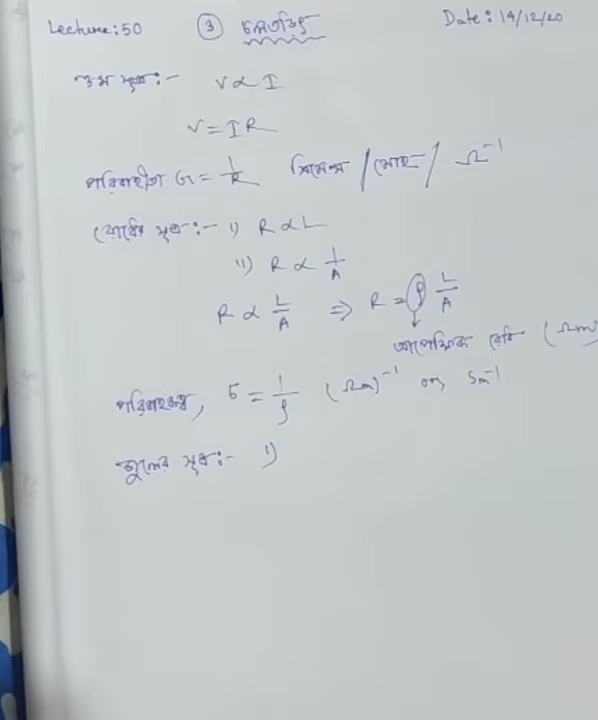 Lecture: 50 ③ চলতড়িৎ Date: 14/12/20
ওহম সূত্র:- V ∝ I
V = IR
পরিবাহীতা G = 1/R সিমেন্স / মোহ / Ω⁻¹
রোধের সূত্র:- i) R ∝ L
ii) R ∝ 1/A
R ∝ L/A ⇒ R = ρ L/A
আপেক্ষিক রোধ (Ωm)
পরিবাহকত্ব, σ = 1/ρ (Ωm)⁻¹ or, Sm⁻¹
জুলের সূত্র:- i)